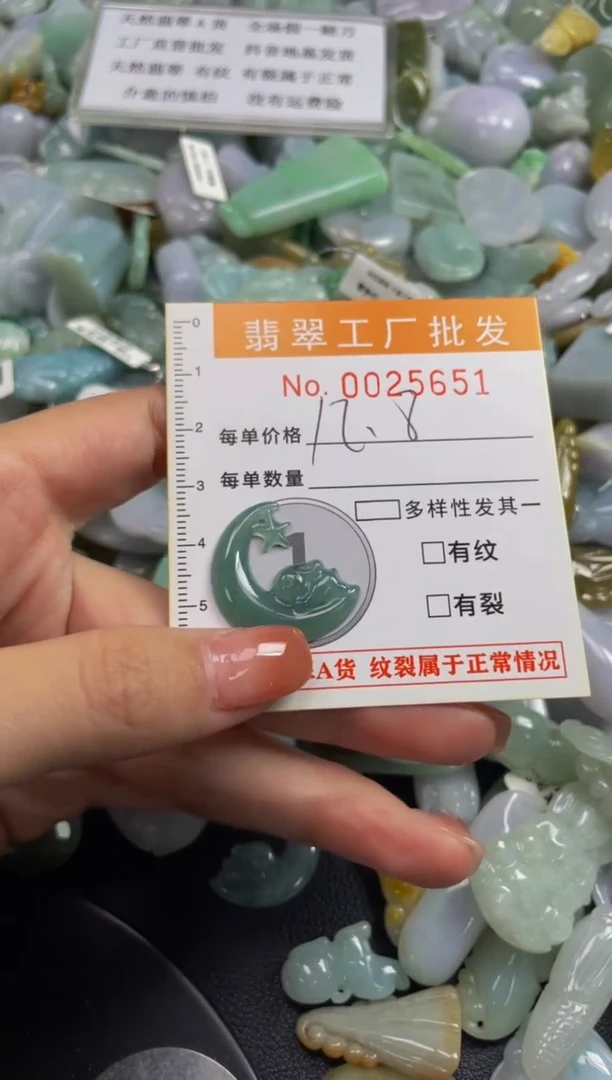 天然翡翠A货 全场假一赔万
工厂直营批发 抖音地推发货
天然翡翠 有纹 有裂属于正常
介意的慎拍 没有运费险
0
翡翠工厂批发
1
No. 0025651
2
每单价格 12.8
3
每单数量
多样性发其一
4
1
有纹
5
有裂
A货 纹裂属于正常情况